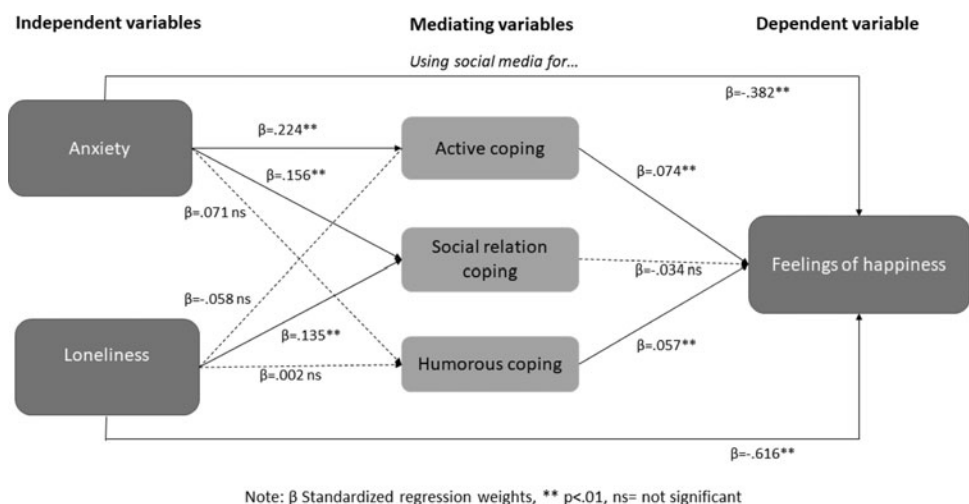 Independent variables
Mediating variables
Dependent variable
Using social media for...
β=-.382**
Anxiety
β=.224**
Active coping
β=.156**
β=.074**
β=.071 ns
Social relation
coping
β=-.034 ns
Feelings of happiness
β=-.058 ns
β=.135**
Loneliness
β=.002 ns
Humorous coping
β=.057**
β=-.616**
Note: β Standardized regression weights, ** p<.01, ns= not significant